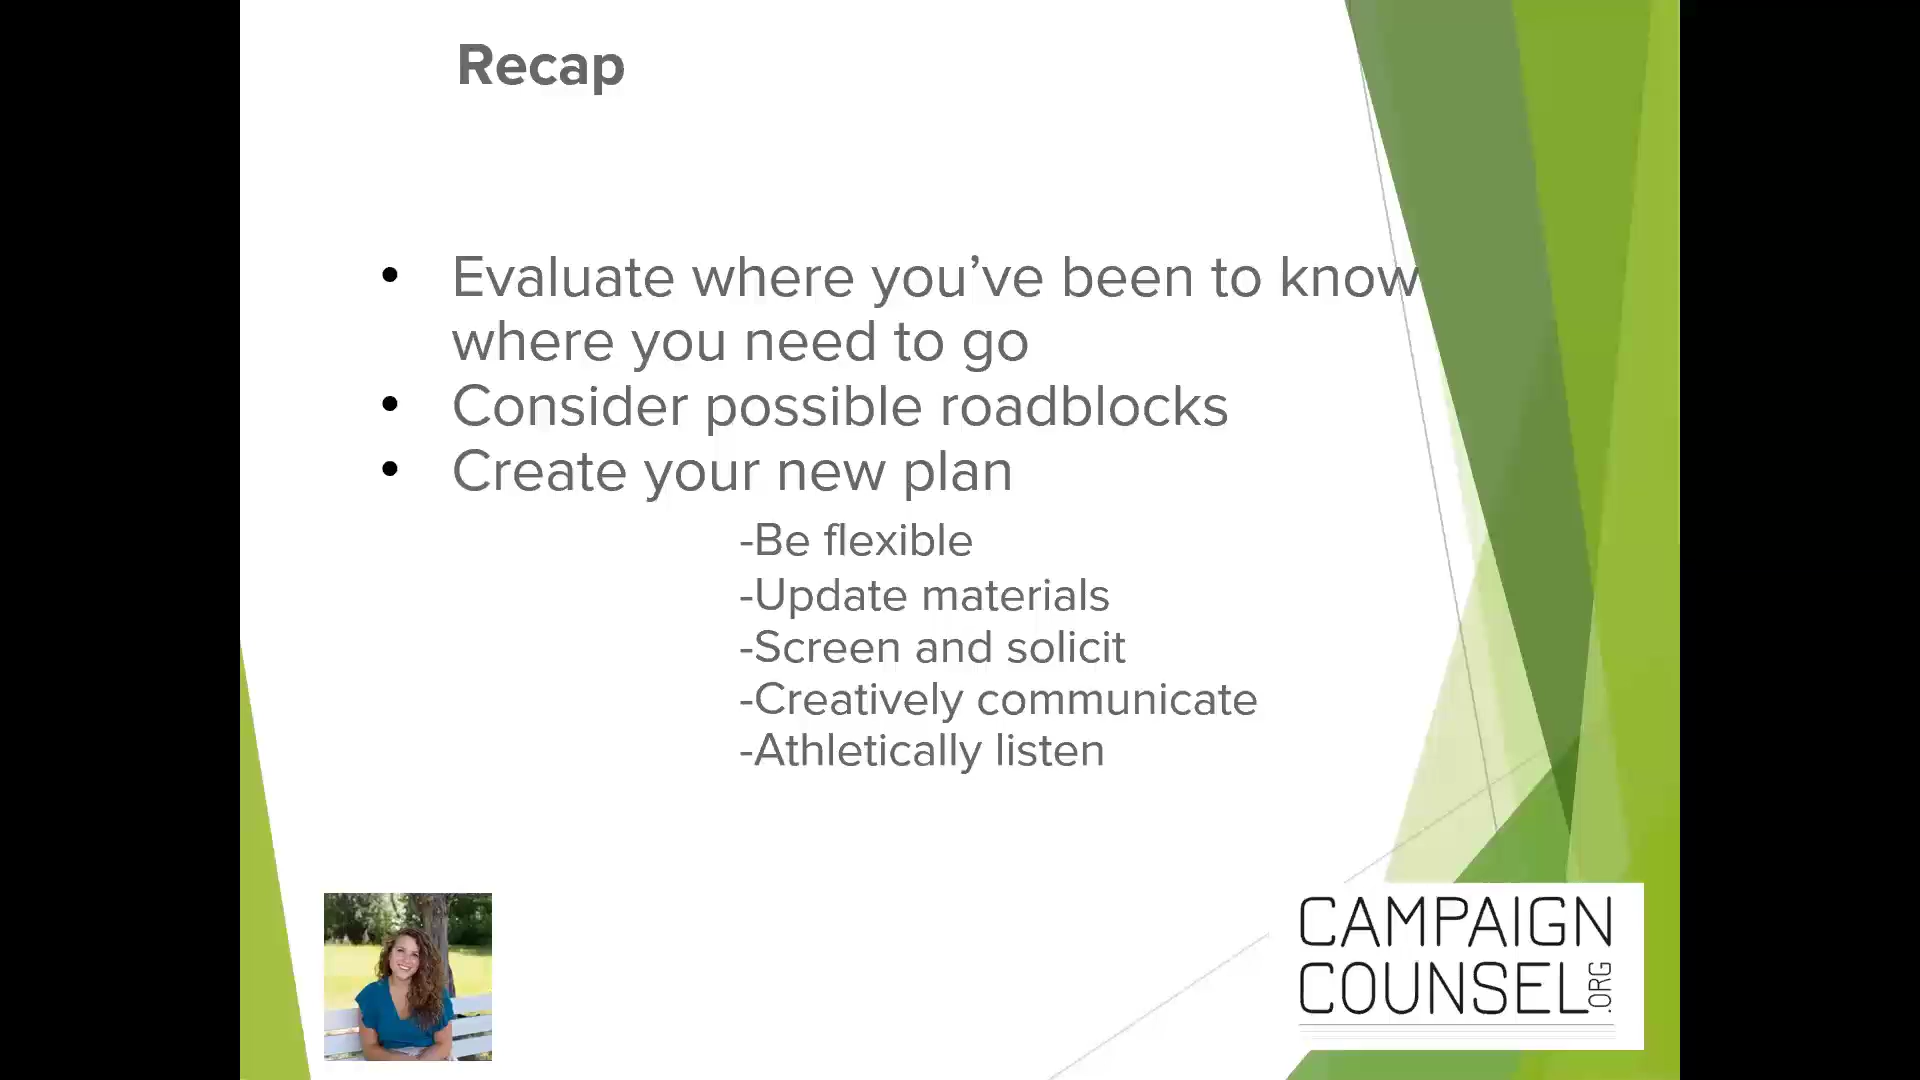 Recap
• Evaluate where you’ve been to know
where you need to go
• Consider possible roadblocks
• Create your new plan
-Be flexible
-Update materials
-Screen and solicit
-Creatively communicate
-Athletically listen
CAMPAIGN
COUNSEL.ORG